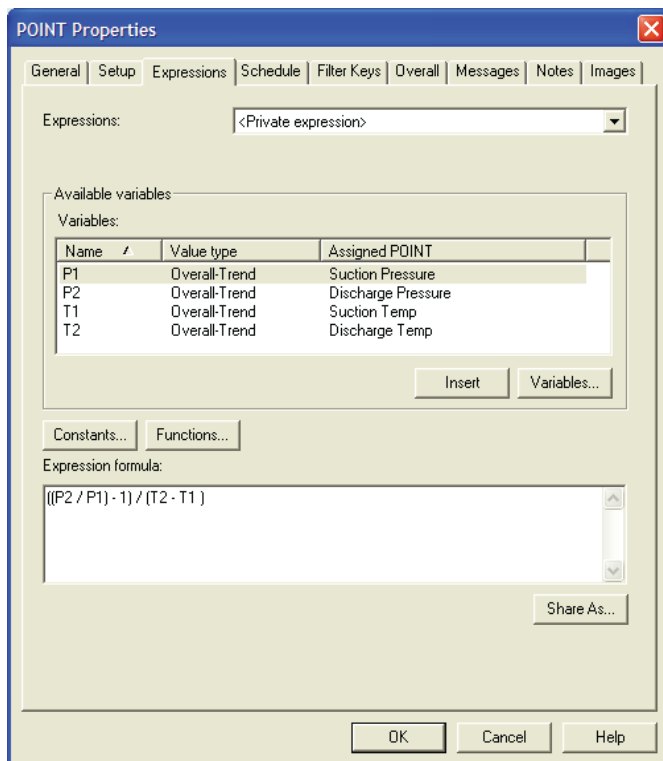 POINT Properties
General Setup Expressions Schedule Filter Keys Overall Messages Notes Images
Expressions: <Private expression>
Available variables
Variables:
Name Value type Assigned POINT
P1 Overall-Trend Suction Pressure
P2 Overall-Trend Discharge Pressure
T1 Overall-Trend Suction Temp
T2 Overall-Trend Discharge Temp
Insert Variables...
Constants... Functions...
Expression formula:
((P2 / P1) - 1) / (T2 - T1 )
Share As...
OK Cancel Help